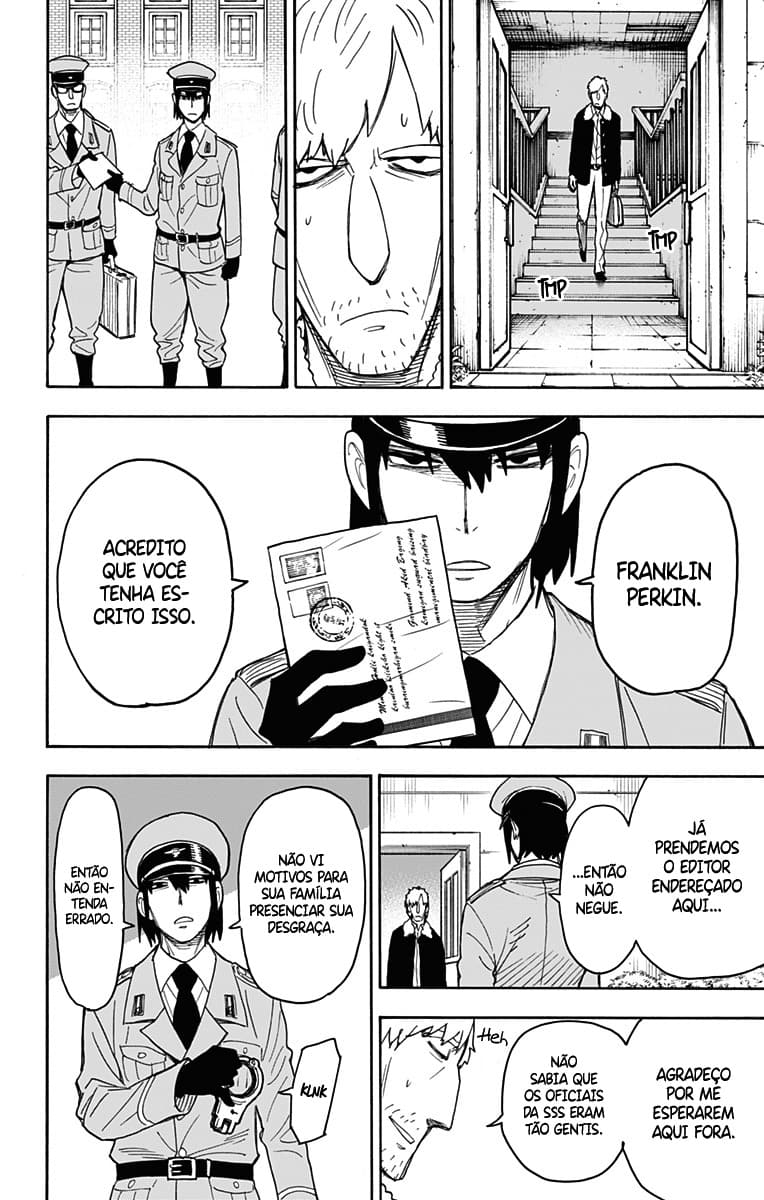 TMP
TMP
FRANKLIN
PERKIN.
ACREDITO
QUE VOCÊ
TENHA ES-
CRITO ISSO.
JÁ
PRENDEMOS
O EDITOR
ENDEREÇADO
AQUI...
...ENTÃO
NÃO
NEGUE.
AGRADEÇO
POR ME
ESPERAREM
AQUI FORA.
Heh
NÃO
SABIA QUE
OS OFICIAIS
DA SSS ERAM
TÃO GENTIS.
NÃO VI
MOTIVOS PARA
SUA FAMÍLIA
PRESENCIAR SUA
DESGRAÇA.
ENTÃO
NÃO EN-
TENDA
ERRADO.
KLNK